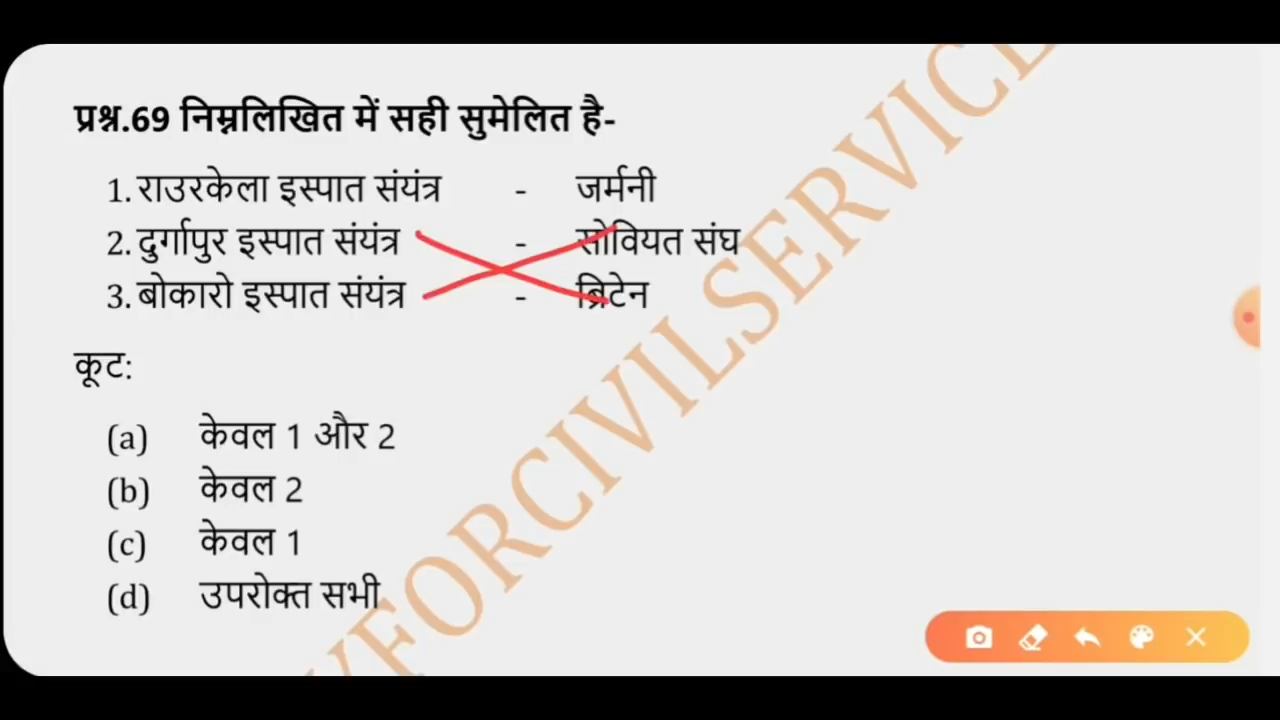 प्रश्न.69 निम्नलिखित में सही सुमेलित है-
1. राउरकेला इस्पात संयंत्र - जर्मनी
2. दुर्गापुर इस्पात संयंत्र - सोवियत संघ
3. बोकारो इस्पात संयंत्र - ब्रिटेन
कूट:
(a) केवल 1 और 2
(b) केवल 2
(c) केवल 1
(d) उपरोक्त सभी